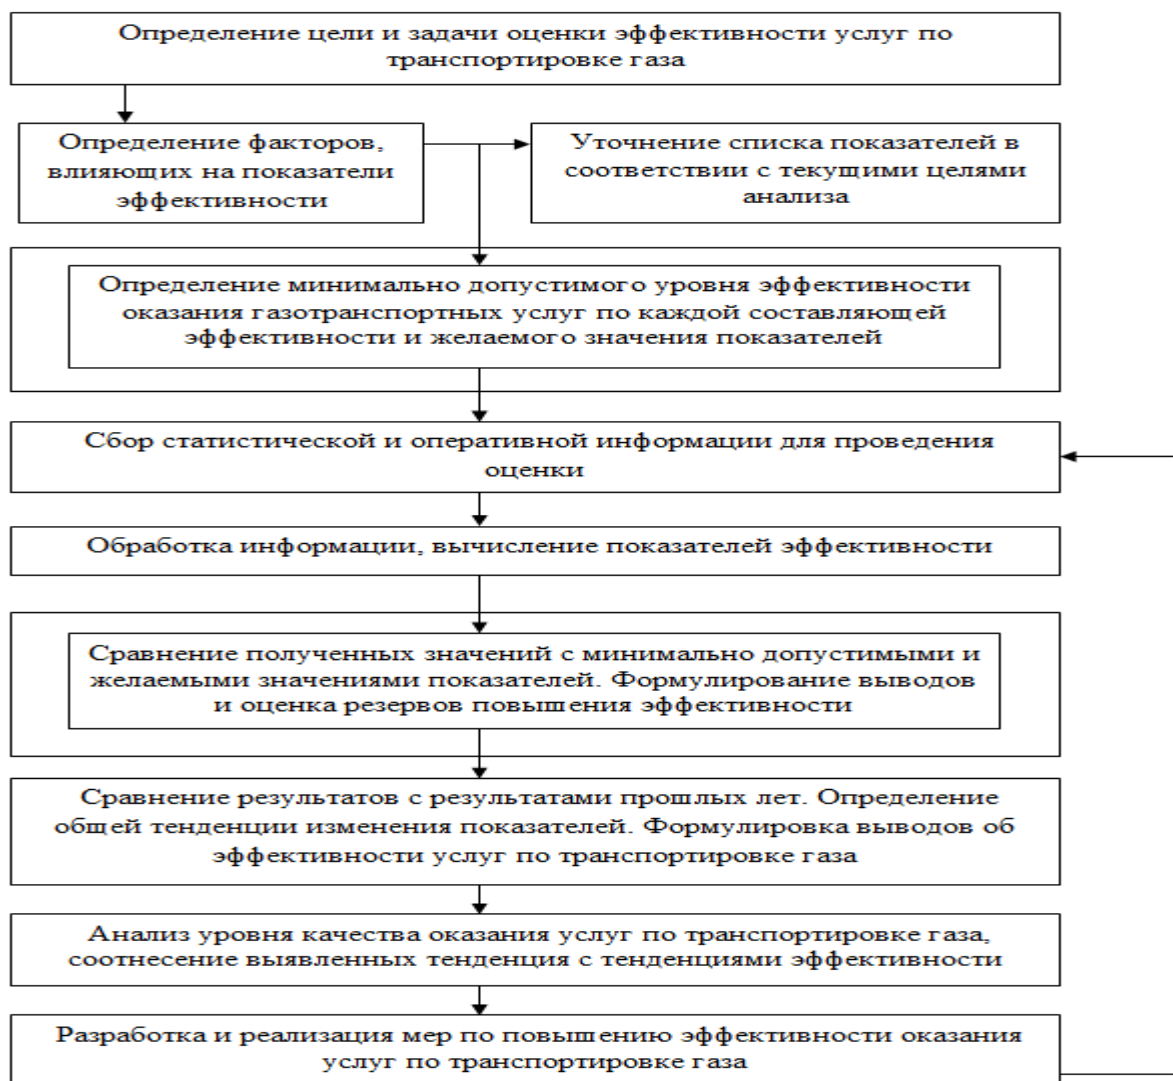 Определение цели и задачи оценки эффективности услуг по
транспортировке газа
Определение факторов,
влияющих на показатели
эффективности
Уточнение списка показателей в
соответствии с текущими целями
анализа
Определение минимально допустимого уровня эффективности
оказания газотранспортных услуг по каждой составляющей
эффективности и желаемого значения показателей
Сбор статистической и оперативной информации для проведения
оценки
Обработка информации, вычисление показателей эффективности
Сравнение полученных значений с минимально допустимыми и
желаемыми значениями показателей. Формулирование выводов
и оценка резервов повышения эффективности
Сравнение результатов с результатами прошлых лет. Определение
общей тенденции изменения показателей. Формулировка выводов об
эффективности услуг по транспортировке газа
Анализ уровня качества оказания услуг по транспортировке газа,
соотнесение выявленных тенденция с тенденциями эффективности
Разработка и реализация мер по повышению эффективности оказания
услуг по транспортировке газа